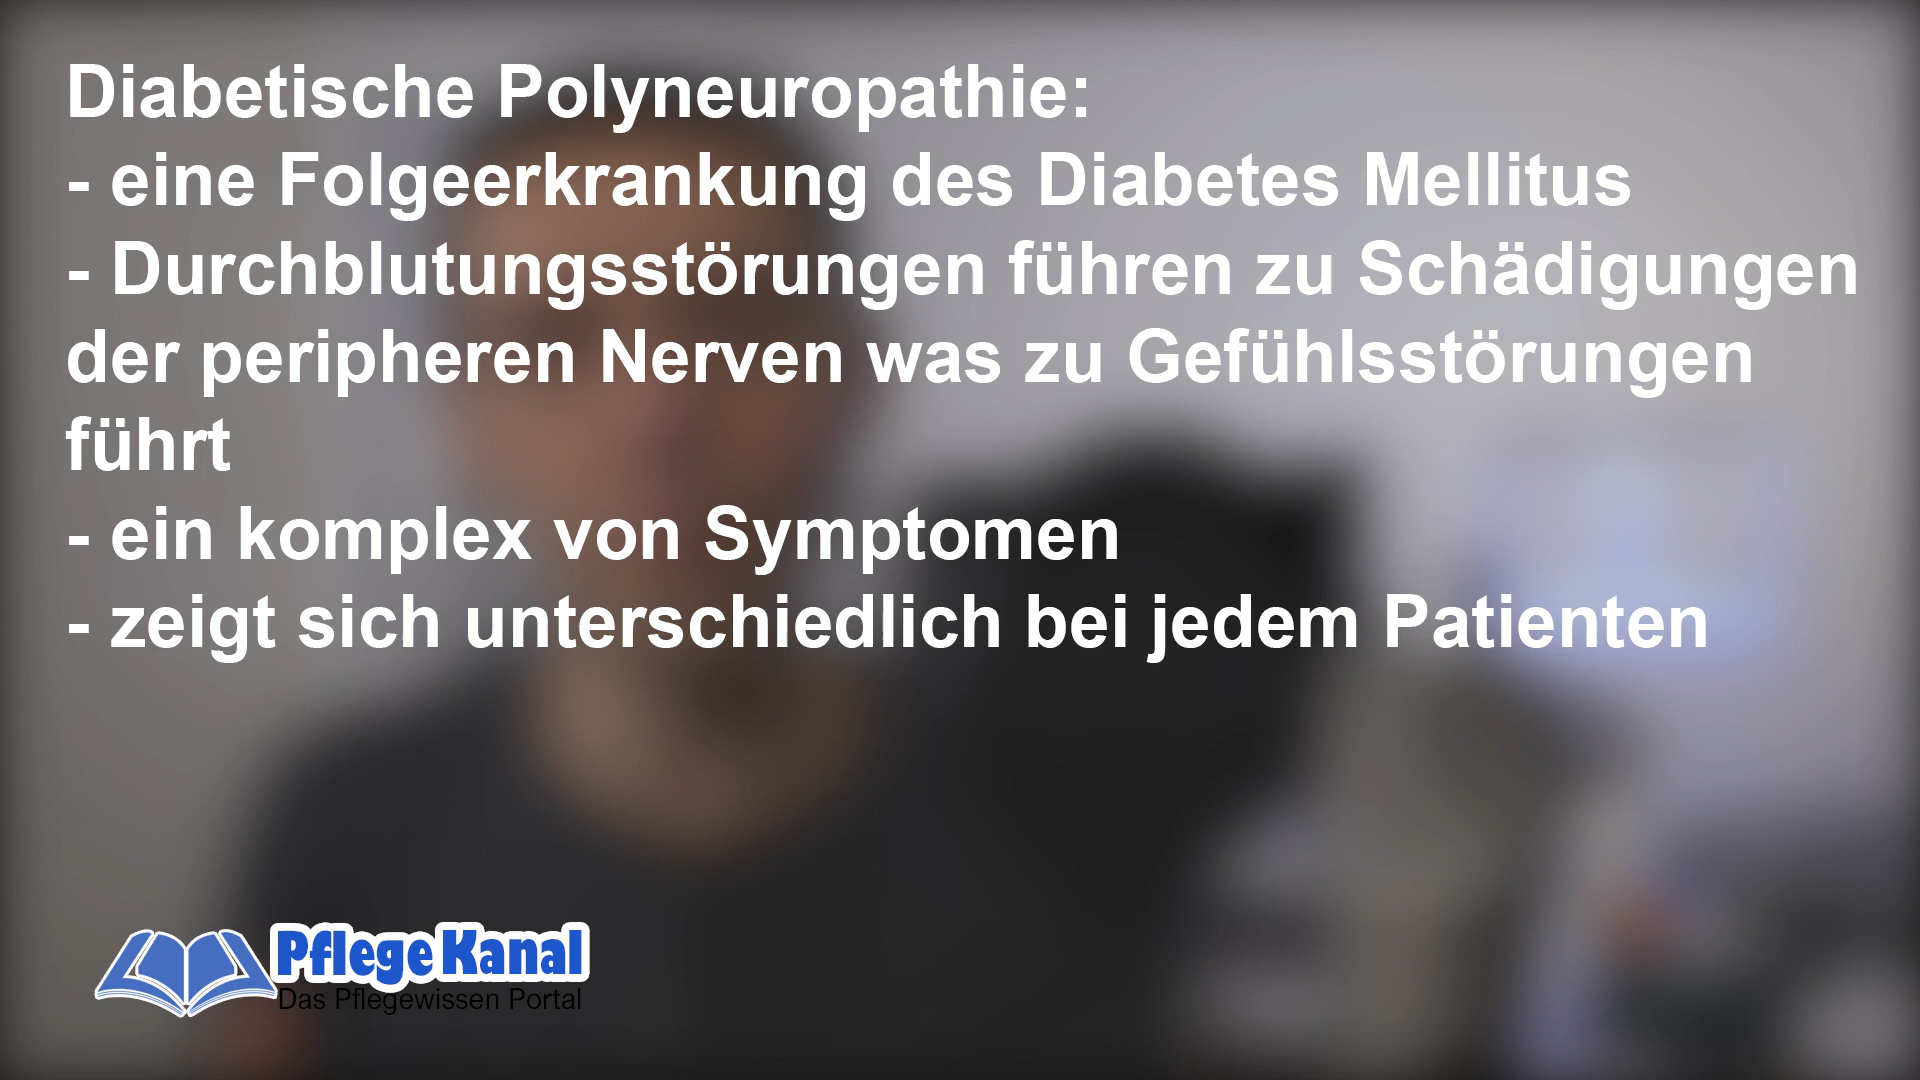 Diabetische Polyneuropathie:
- eine Folgeerkrankung des Diabetes Mellitus
- Durchblutungsstörungen führen zu Schädigungen
der peripheren Nerven was zu Gefühlsstörungen
führt
- ein komplex von Symptomen
- zeigt sich unterschiedlich bei jedem Patienten
PflegeKanal
Das Pflegewissen Portal